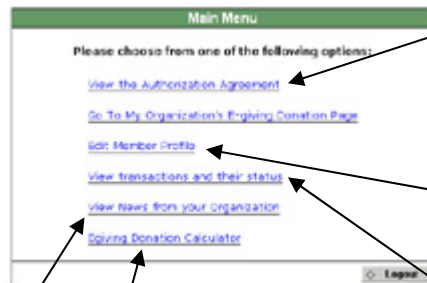 Main Menu
Please choose from one of the following options:
View the Authorization Agreement
Go To My Organization's E-giving Donation Page
Edit Member Profile
View transactions and their status
View News from your Organization
Egiving Donation Calculator
Logout